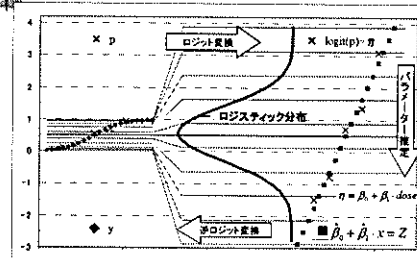 4
3
2
1
0
-1
-2
-3
× p
ロジット変換
× logit(p)~η
ロジスティック分布
パラメーター推定
η = β₀ + β₁ · dose
◆ y
逆ロジット変換
■ β̂₀ + β̂₁ · x = Z